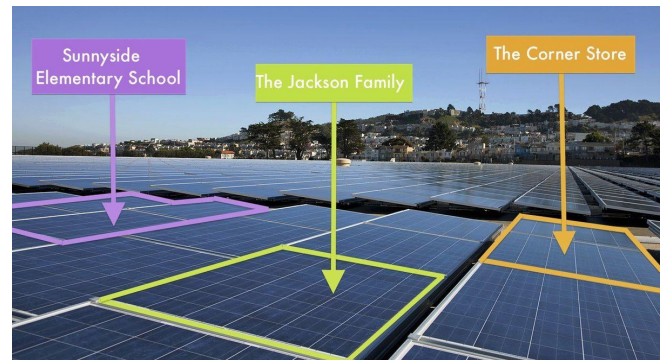 Sunnyside
Elementary School
The Jackson Family
The Corner Store